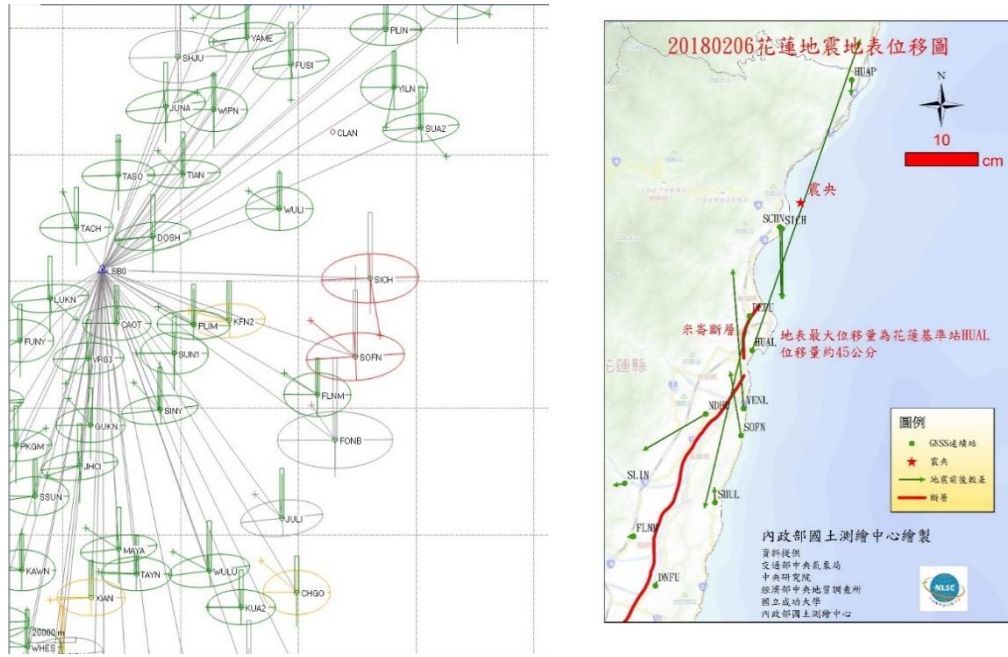 YAME
PLIN
SHJU
FUSI
YILN
JUNA
WIPN
SUA2
CLAN
TASO
TIAN
WULI
TACH
DOSH
LSB0
SICH
LUKN
CAOT
PLIM
KFN2
FUNY
VR03
SUN1
SOFN
FLNM
SINY
GUKN
FONB
PKGM
JHCI
SSUN
JULI
MAYA
KAWN
TAYN
WULU
XIAN
KUA2
CHGO
20000 m
WHES
20180206花蓮地震地表位移圖
HUAP
N
10
cm
震央
SICH
米崙斷層
地表最大位移量為花蓮基準站HUAL
位移量約45公分
HUAL
花蓮縣
YENL
SOFN
SLIN
SHUL
FLNM
DNFU
圖例
GNSS連續站
震央
地震前後較差
斷層
內政部國土測繪中心繪製
資料提供
交通部中央氣象局
中央研究院
經濟部中央地質調查所
國立成功大學
內政部國土測繪中心
NLSC